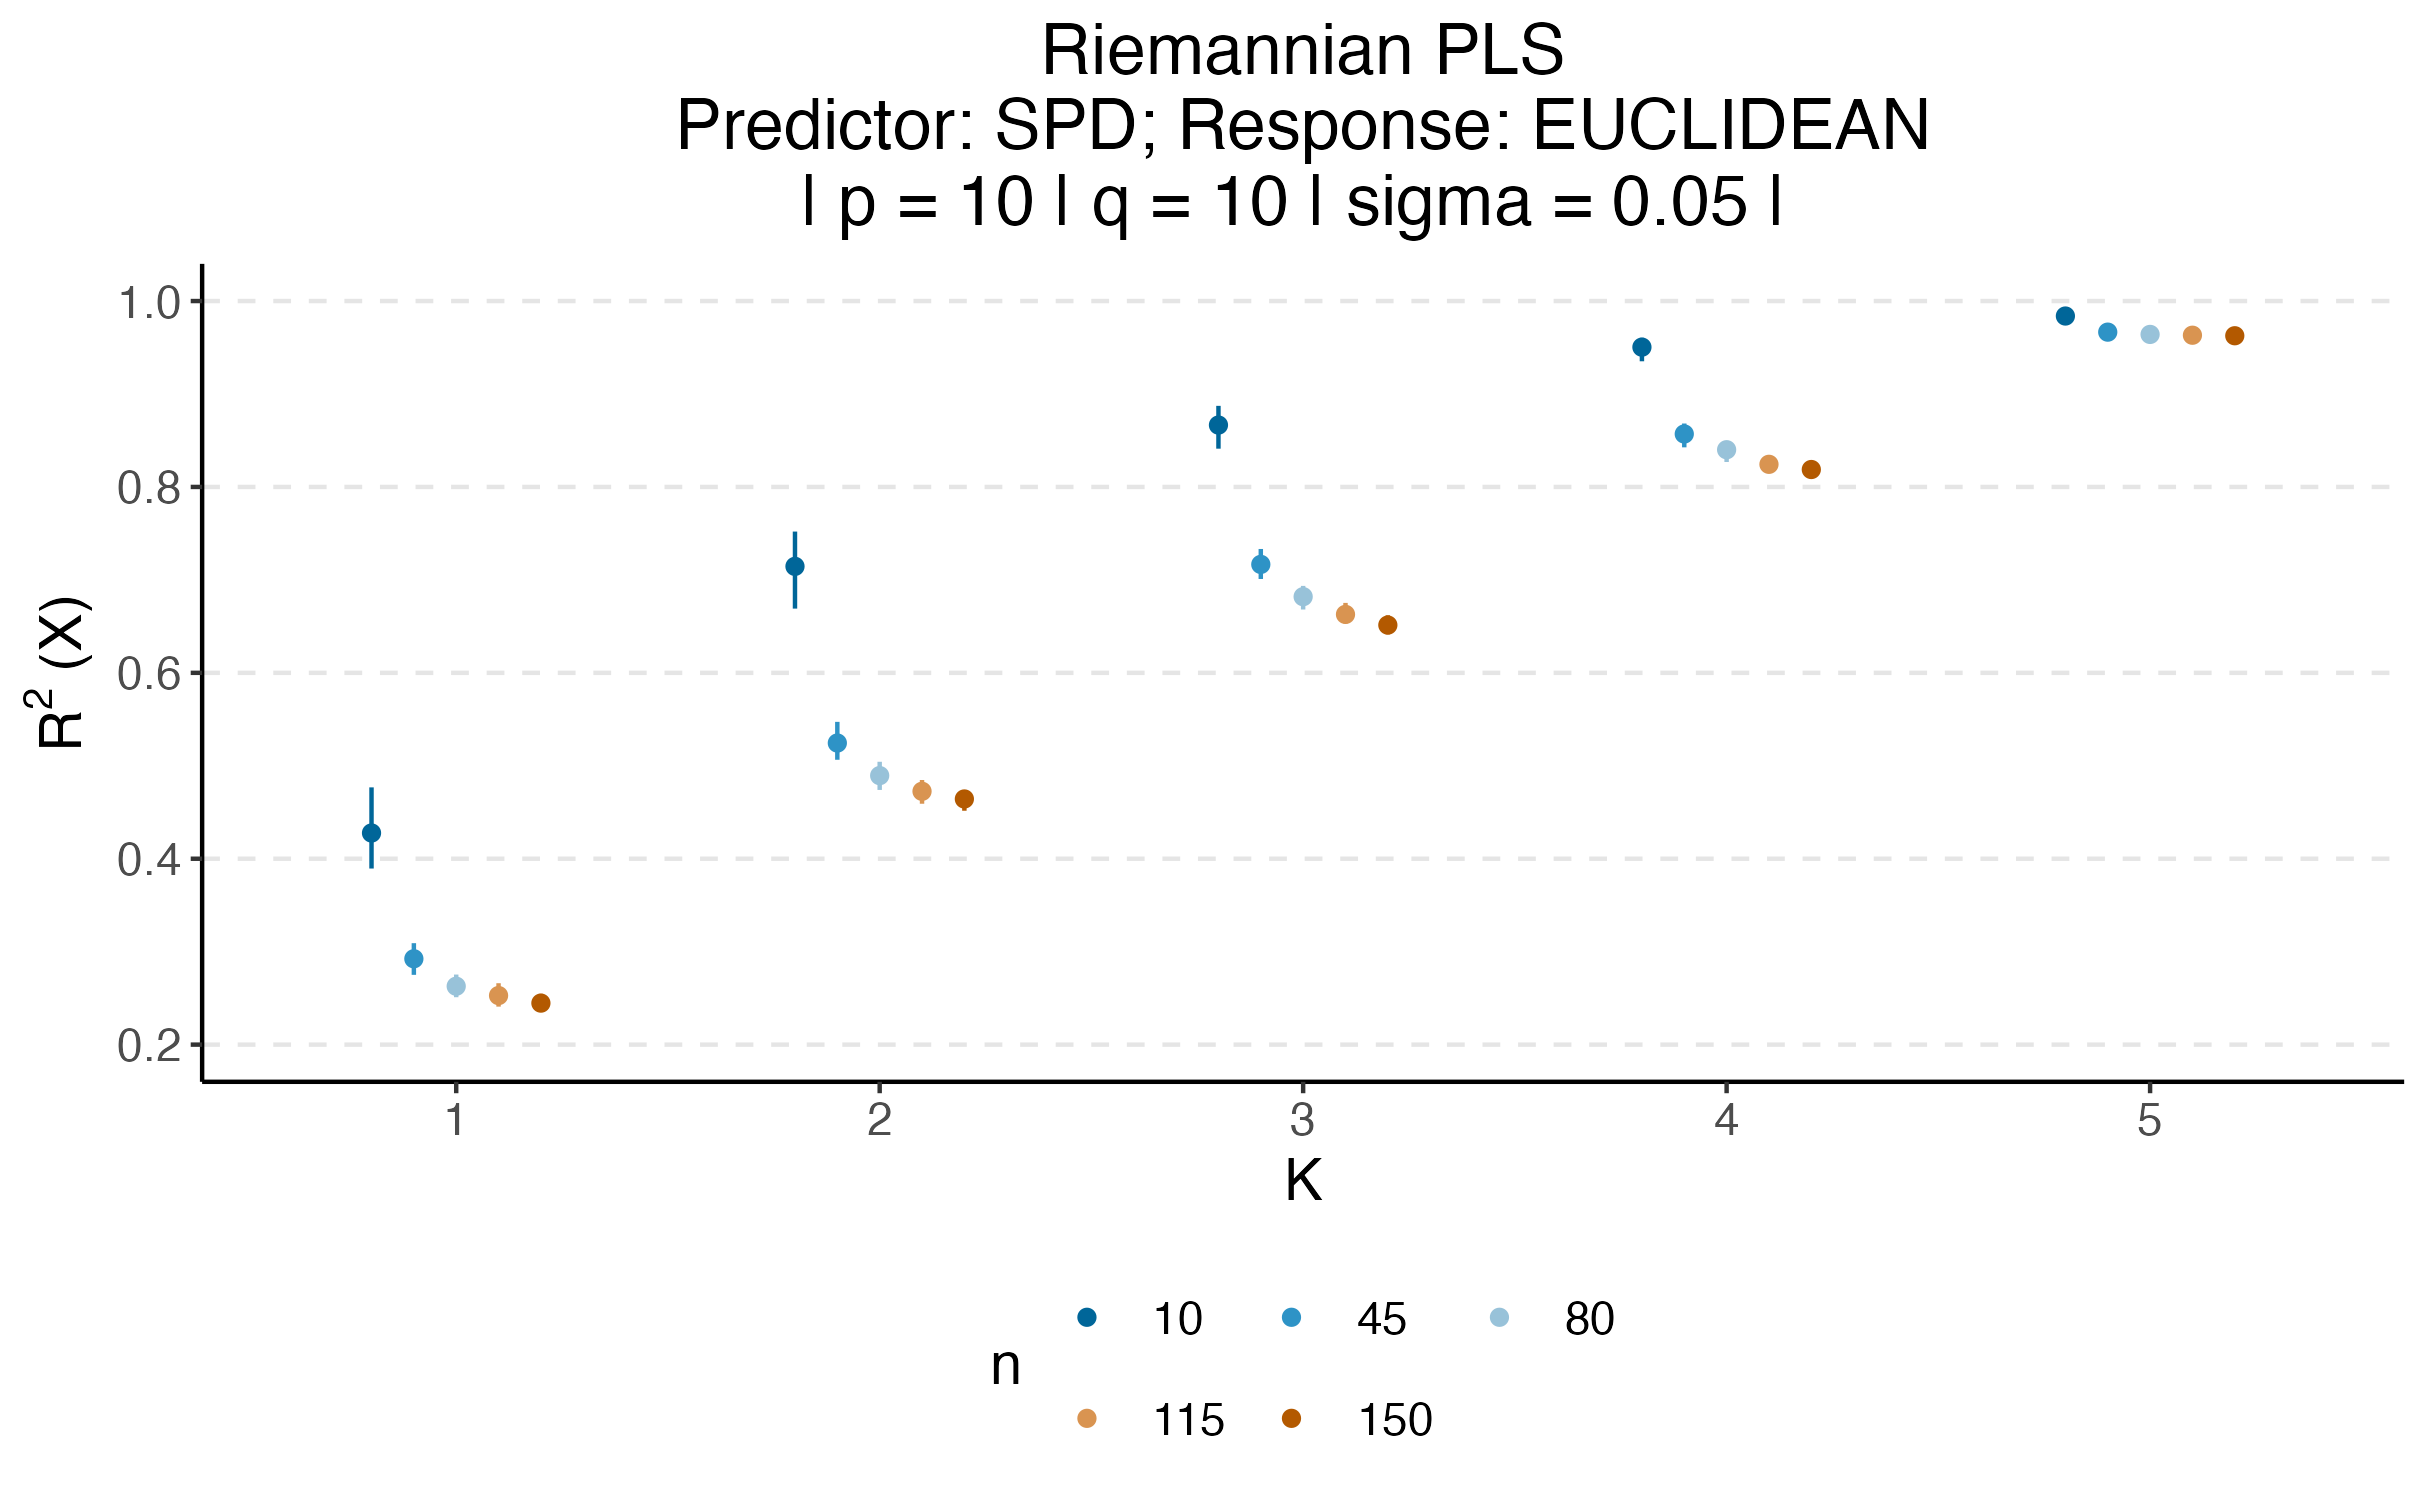 Riemannian PLS
Predictor: SPD; Response: EUCLIDEAN
| p = 10 | q = 10 | sigma = 0.05 |
1.0
0.8
0.6
0.4
0.2
R² (X)
1 2 3 4 5
K
n
10 45 80
115 150